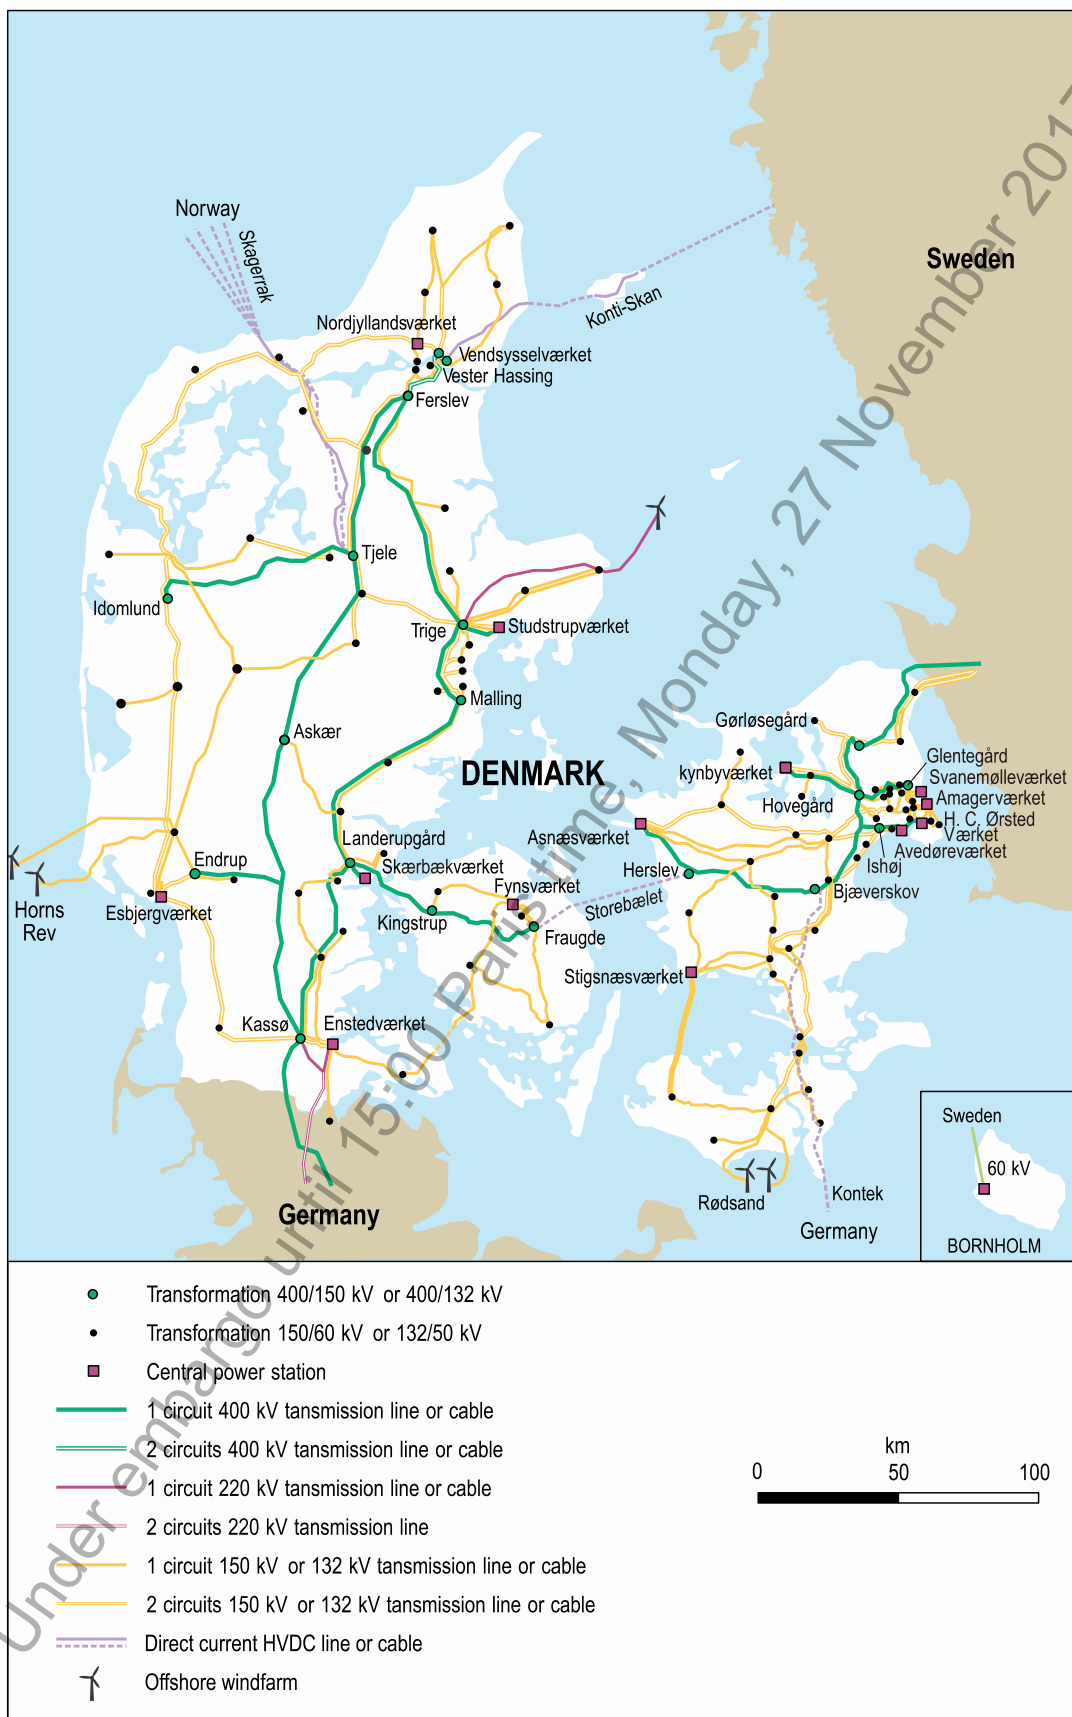 Norway
Skagerrak
Sweden
Konti-Skan
Nordjyllandsværket
Vendsysselværket
Vester Hassing
Ferslev
Tjele
Idomlund
Trige
Studstrupværket
Malling
Askær
DENMARK
Gørløsegård
Glentegård
kynbyværket
Svanemølleværket
Amagerværket
Hovegård
H. C. Ørsted
Værket
Asnæsværket
Avedøreværket
Ishøj
Landerupgård
Skærbækværket
Endrup
Herslev
Bjæverskov
Fynsværket
Storebælet
Horns
Rev
Esbjergværket
Kingstrup
Fraugde
Stigsnæsværket
Kassø
Enstedværket
Germany
Rødsand
Kontek
Germany
Sweden
60 kV
BORNHOLM
Transformation 400/150 kV or 400/132 kV
Transformation 150/60 kV or 132/50 kV
Central power station
1 circuit 400 kV tansmission line or cable
2 circuits 400 kV tansmission line or cable
1 circuit 220 kV tansmission line or cable
2 circuits 220 kV tansmission line
1 circuit 150 kV or 132 kV tansmission line or cable
2 circuits 150 kV or 132 kV tansmission line or cable
Direct current HVDC line or cable
Offshore windfarm
km
0 50 100
Under embargo until 15:00 Paris time, Monday, 27 November 2017